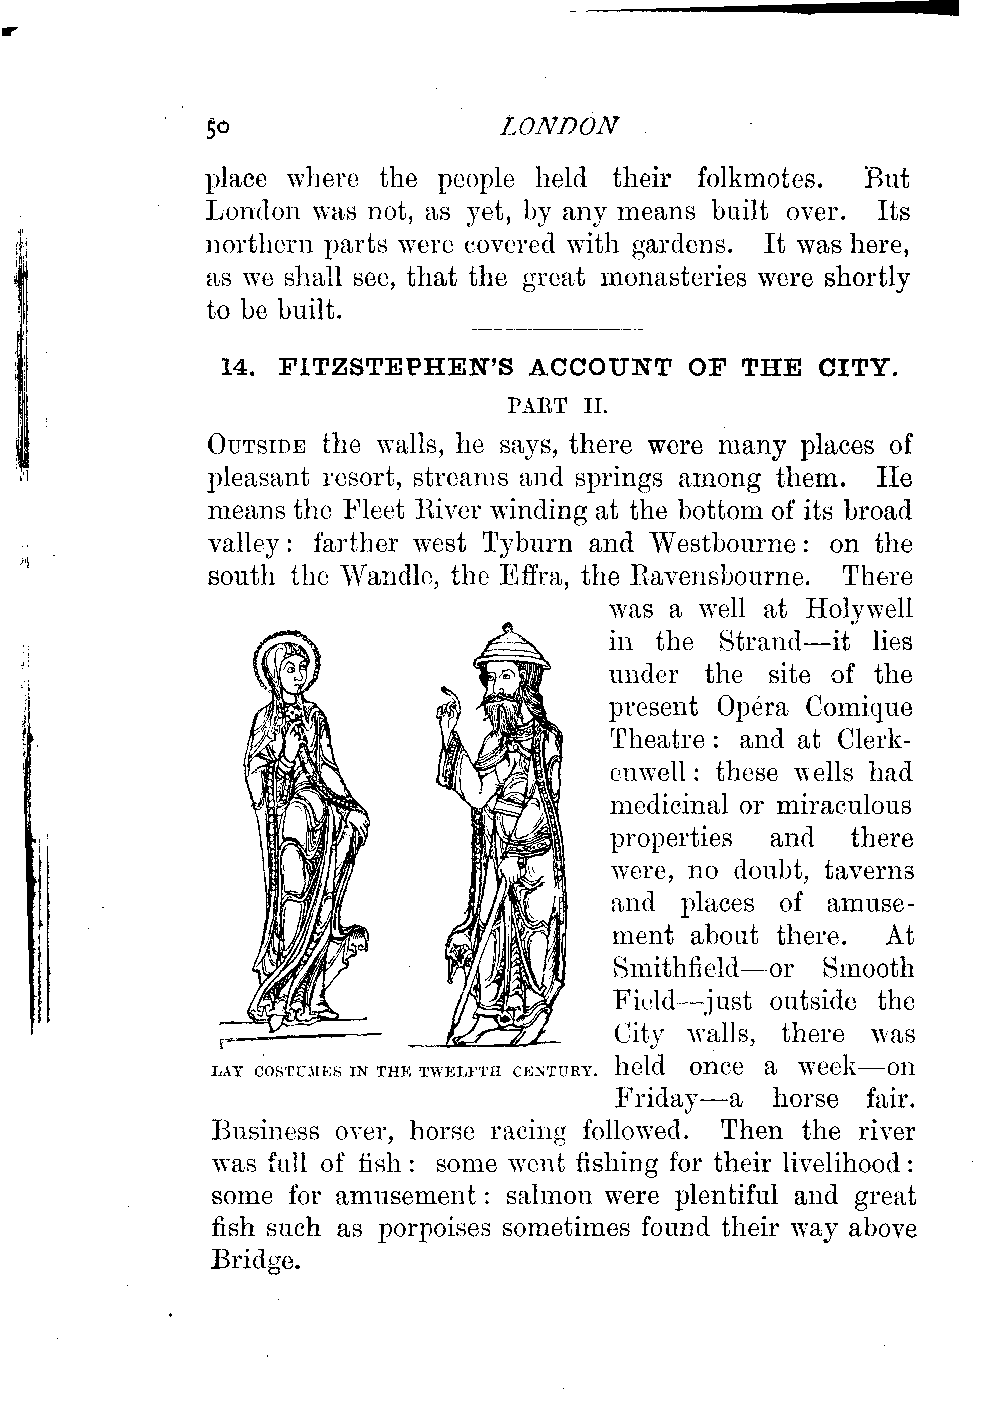 50 LONDON
place where the people held their folkmotes. But
London was not, as yet, by any means built over. Its
northern parts were covered with gardens. It was here,
as we shall see, that the great monasteries were shortly
to be built.
14. FITZSTEPHEN'S ACCOUNT OF THE CITY.
PART II.
OUTSIDE the walls, he says, there were many places of
pleasant resort, streams and springs among them. He
means the Fleet River winding at the bottom of its broad
valley: farther west Tyburn and Westbourne: on the
south the Wandle, the Effra, the Ravensbourne. There
was a well at Holywell
in the Strand—it lies
under the site of the
present Opéra Comique
Theatre: and at Clerk-
enwell: these wells had
medicinal or miraculous
properties and there
were, no doubt, taverns
and places of amuse-
ment about there. At
Smithfield—or Smooth
Field—just outside the
City walls, there was
held once a week—on
Friday—a horse fair.
LAY COSTUMES IN THE TWELFTH CENTURY.
Business over, horse racing followed. Then the river
was full of fish: some went fishing for their livelihood:
some for amusement: salmon were plentiful and great
fish such as porpoises sometimes found their way above
Bridge.